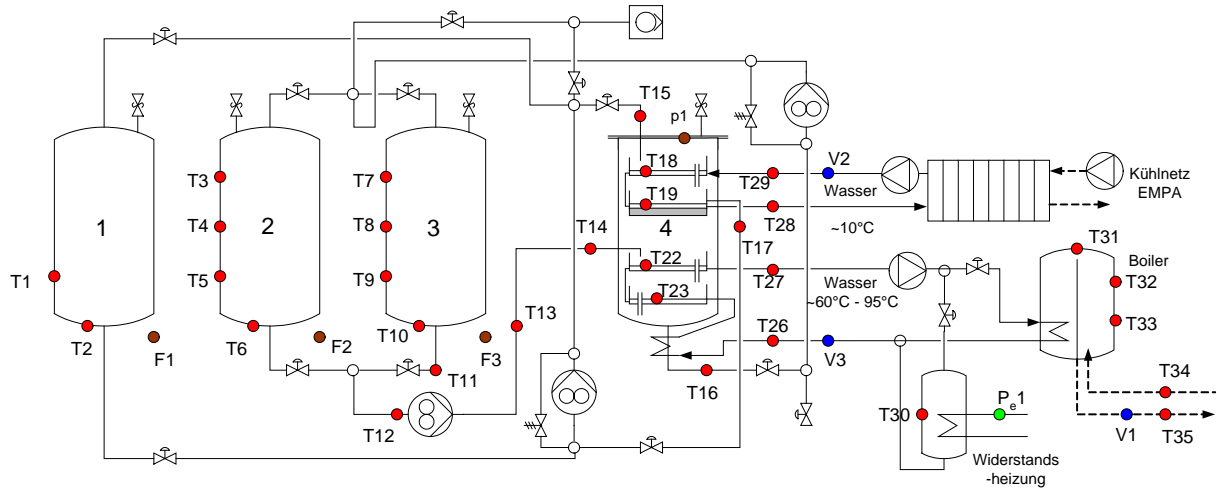 T15
p1
V2
T18
T29
Wasser
Kühlnetz
EMPA
T3
T7
T19
T28
~10°C
1
T4
2
T8
3
T14
4
T17
T31
Boiler
T1
T5
T9
T22
T27
Wasser
~60°C - 95°C
T32
T23
T33
T2
F1
T6
F2
T10
F3
T13
T26
V3
T11
T16
T34
T12
T30
Pe1
V1
T35
Widerstands
-heizung